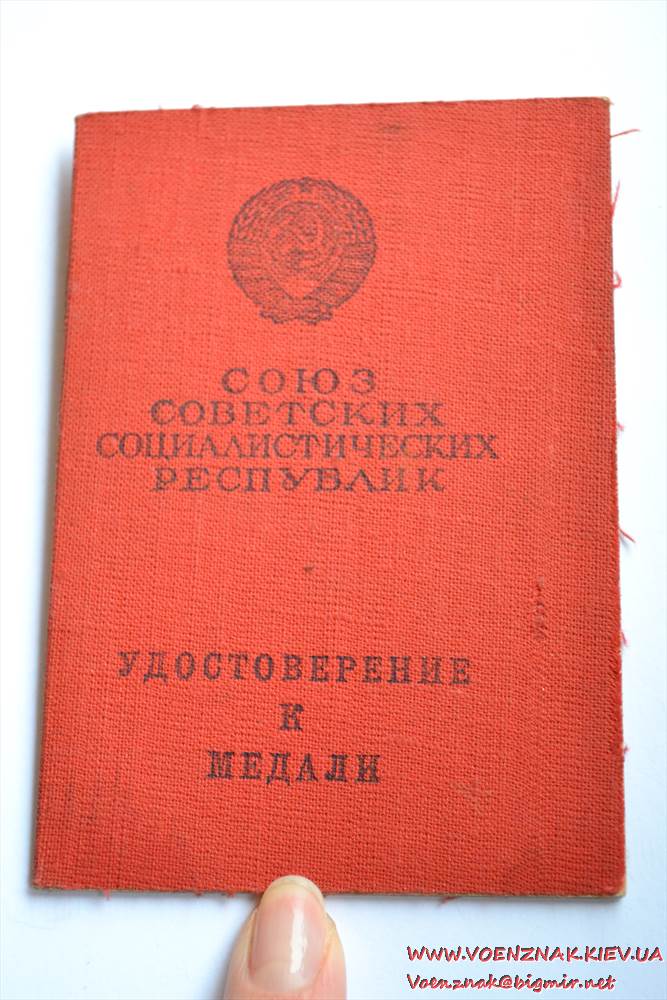 СОЮЗ
СОВЕТСКИХ
СОЦИАЛИСТИЧЕСКИХ
РЕСПУБЛИК
УДОСТОВЕРЕНИЕ
К
МЕДАЛИ
WWW.VOENZNAK.KIEV.UA
Voenznak@bigmir.net